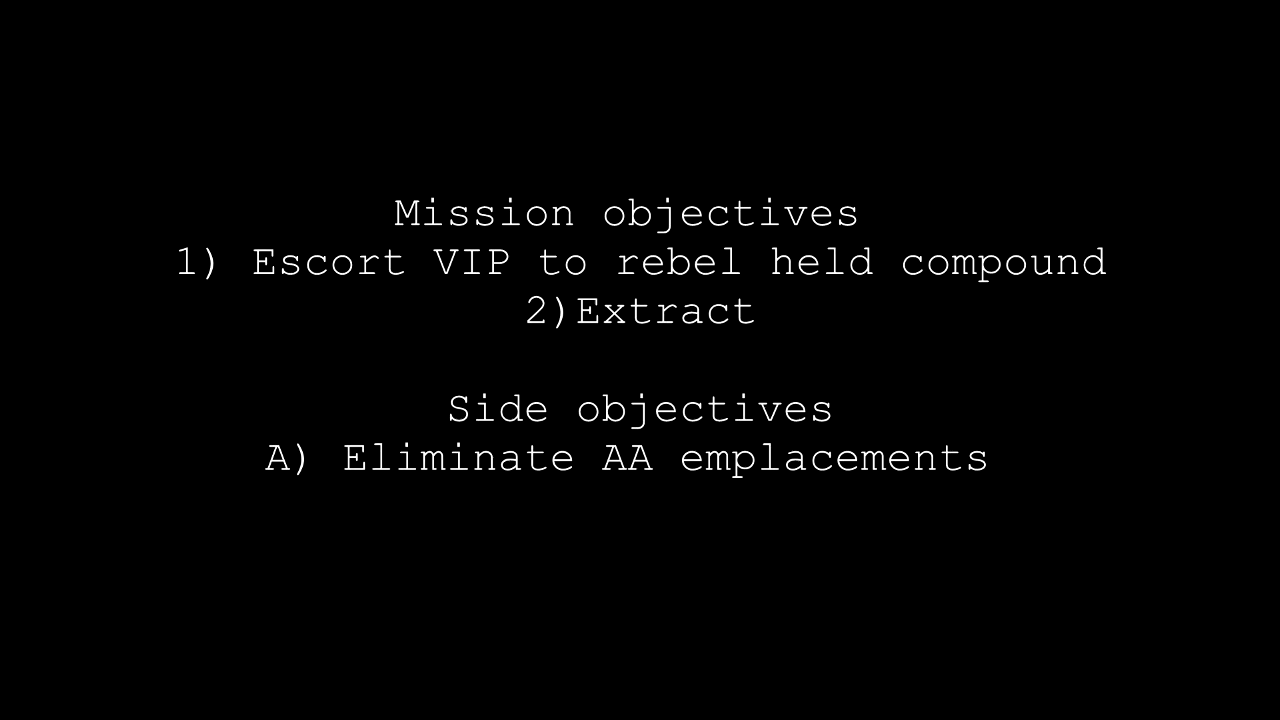 Mission objectives
1) Escort VIP to rebel held compound
2)Extract
Side objectives
A) Eliminate AA emplacements